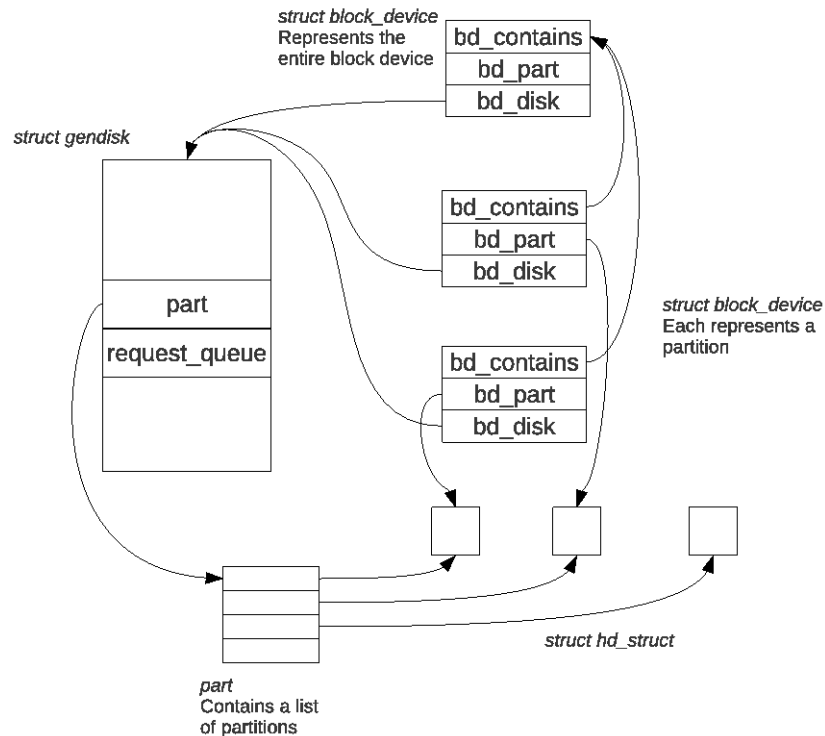 struct block_device
Represents the
entire block device
bd_contains
bd_part
bd_disk
struct gendisk
bd_contains
bd_part
bd_disk
part
request_queue
struct block_device
Each represents a
partition
bd_contains
bd_part
bd_disk
struct hd_struct
part
Contains a list
of partitions